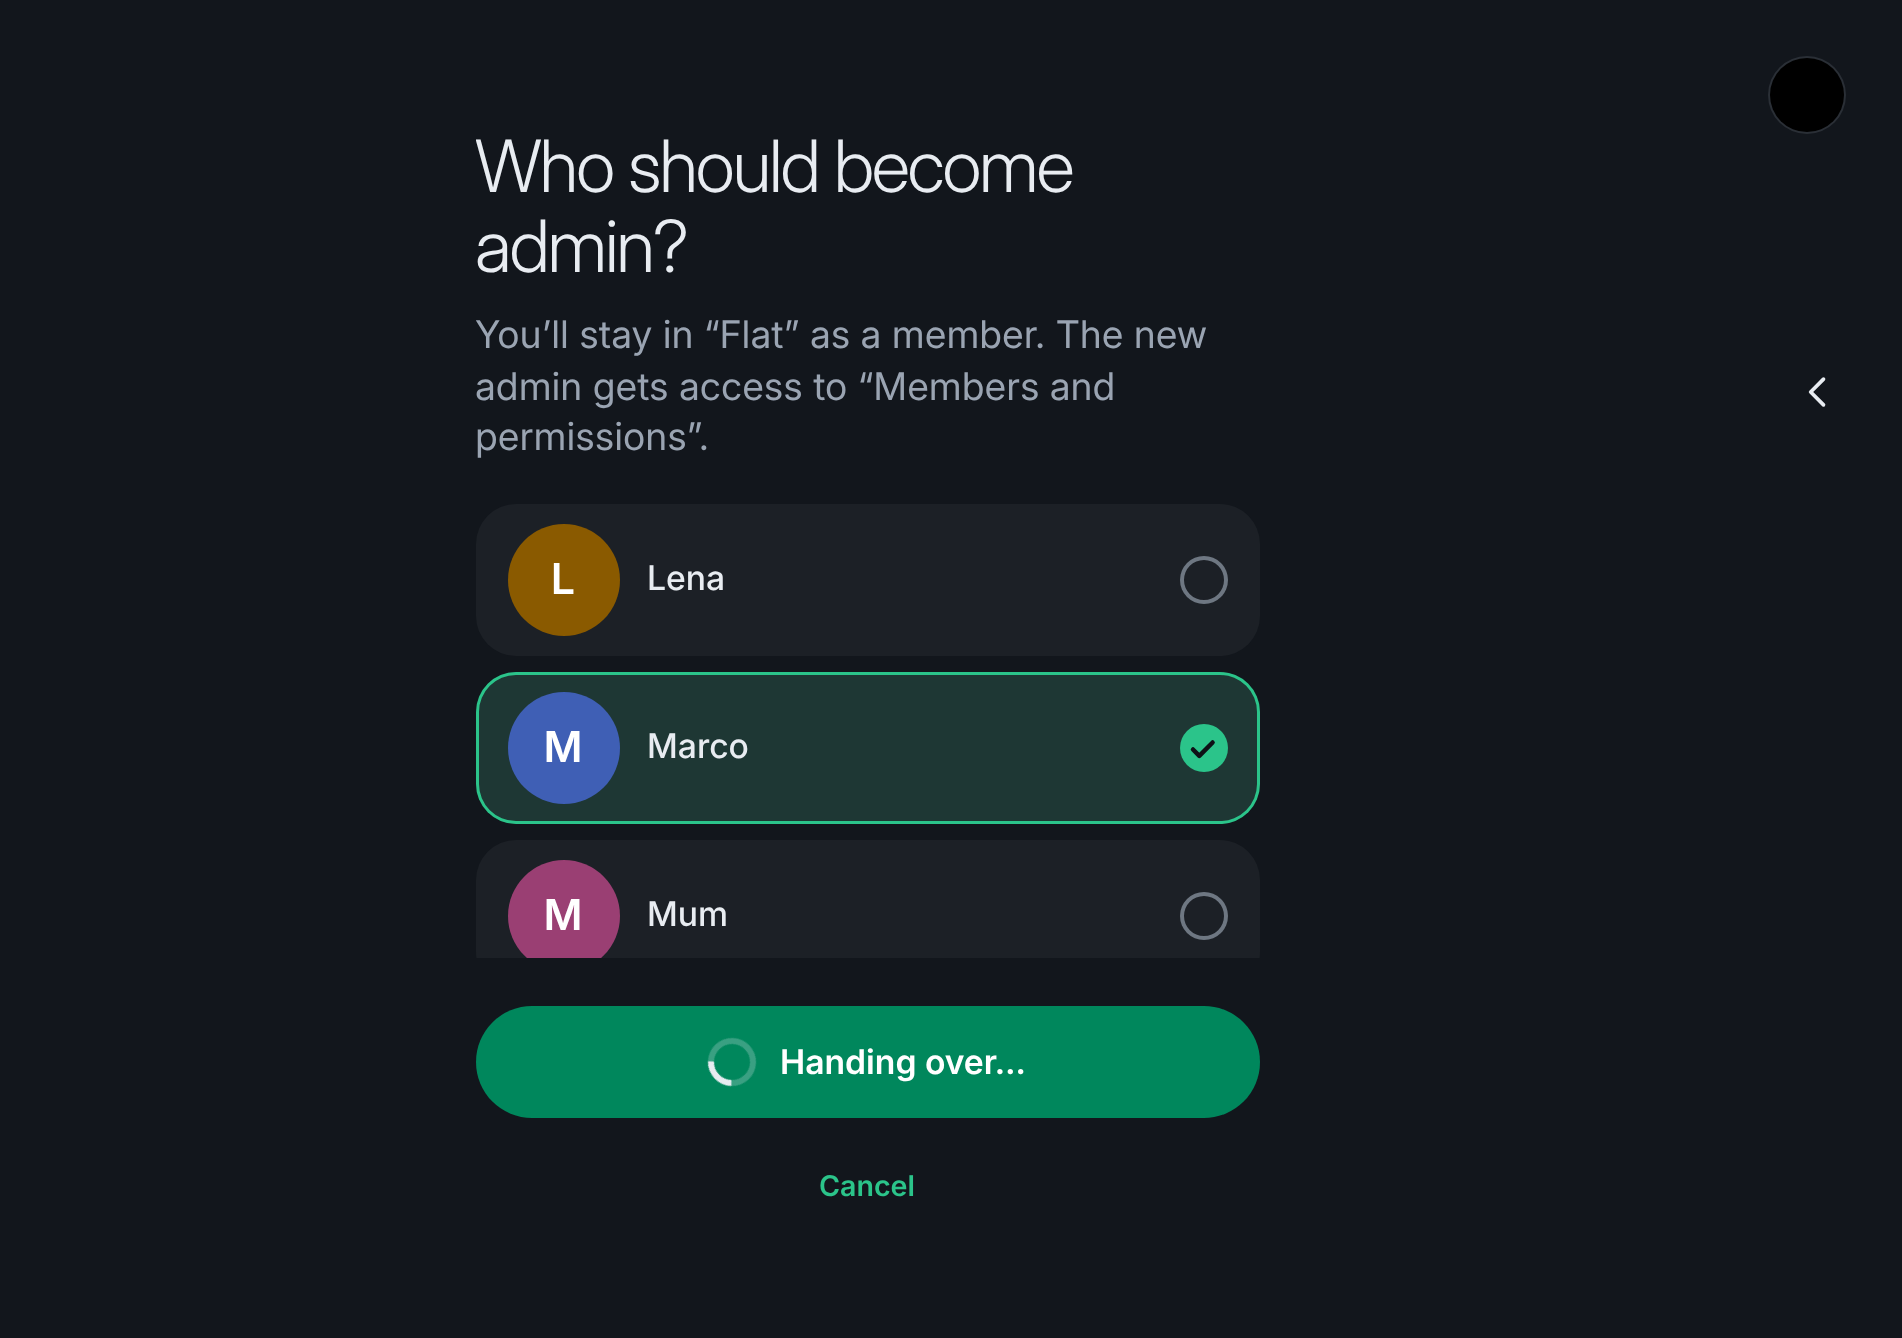 Who should become
admin?
You’ll stay in “Flat” as a member. The new
admin gets access to “Members and
permissions”.
L
Lena
M
Marco
M
Mum
Handing over...
Cancel